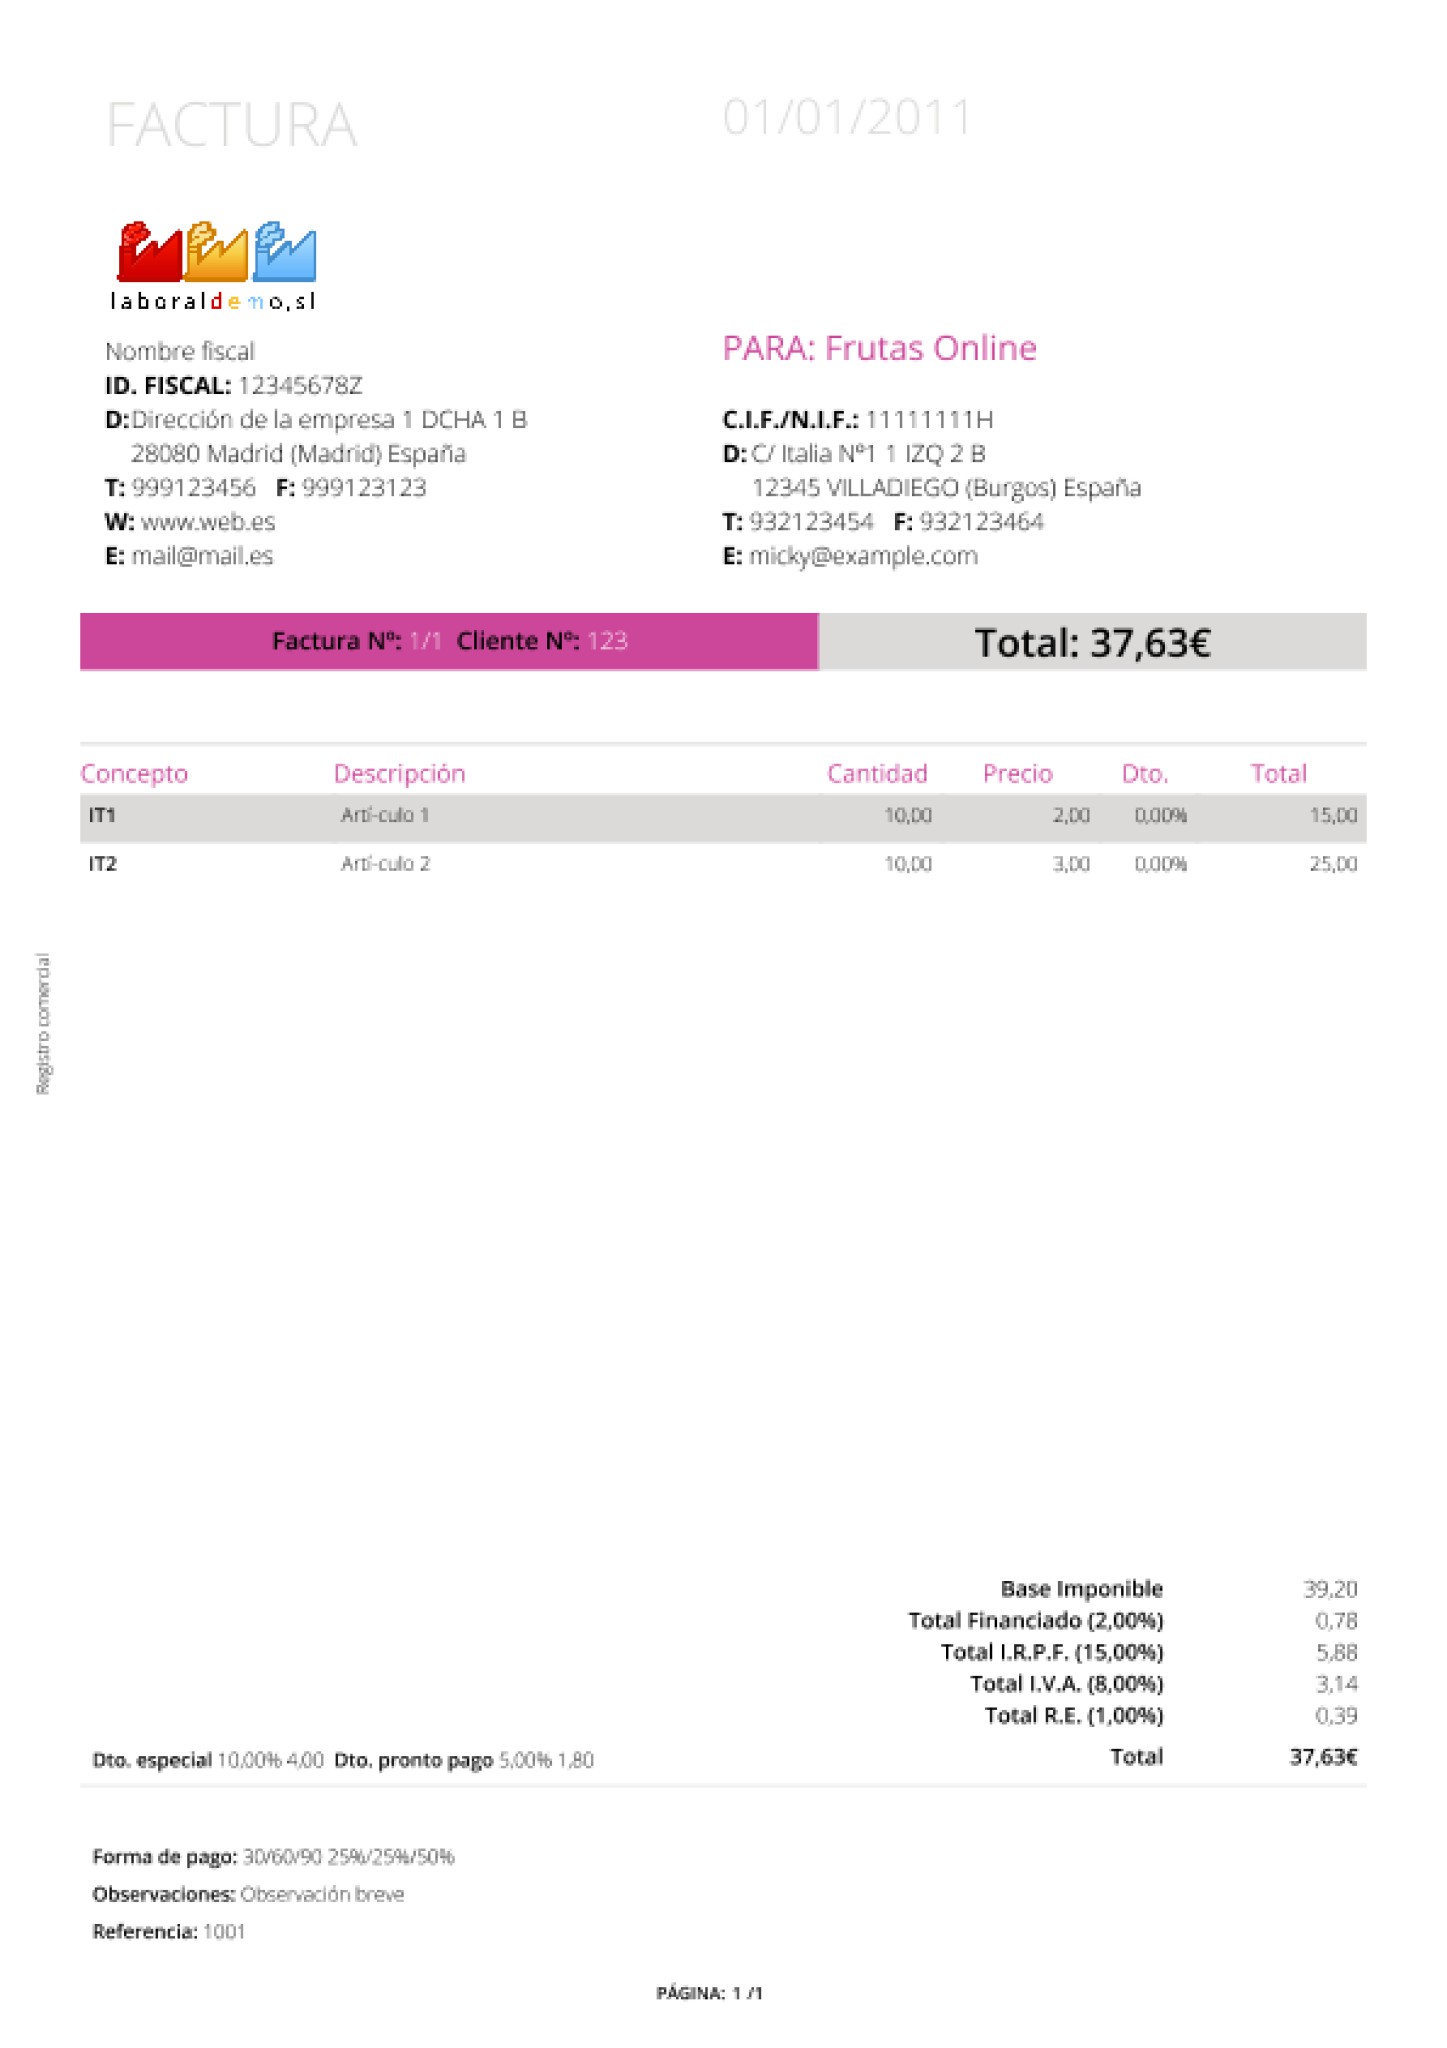 FACTURA
01/01/2011
laboraldemo,sl
Nombre fiscal
ID. FISCAL: 12345678Z
D:Dirección de la empresa 1 DCHA 1 B
28080 Madrid (Madrid) España
T: 999123456 F: 999123123
W: www.web.es
E: mail@mail.es
PARA: Frutas Online
C.I.F./N.I.F.: 11111111H
D: C/ Italia Nº1 1 IZQ 2 B
12345 VILLADIEGO (Burgos) España
T: 932123454 F: 932123464
E: micky@example.com
Factura Nº: 1/1 Cliente Nº: 123
Total: 37,63€
Concepto Descripción Cantidad Precio Dto. Total
IT1 Artí-culo 1 10,00 2,00 0,00% 15,00
IT2 Artí-culo 2 10,00 3,00 0,00% 25,00
Registro comercial
Base Imponible 39,20
Total Financiado (2,00%) 0,78
Total I.R.P.F. (15,00%) 5,88
Total I.V.A. (8,00%) 3,14
Total R.E. (1,00%) 0,39
Dto. especial 10,00% 4,00 Dto. pronto pago 5,00% 1,80
Total 37,63€
Forma de pago: 30/60/90 25%/25%/50%
Observaciones: Observación breve
Referencia: 1001
PÁGINA: 1 /1